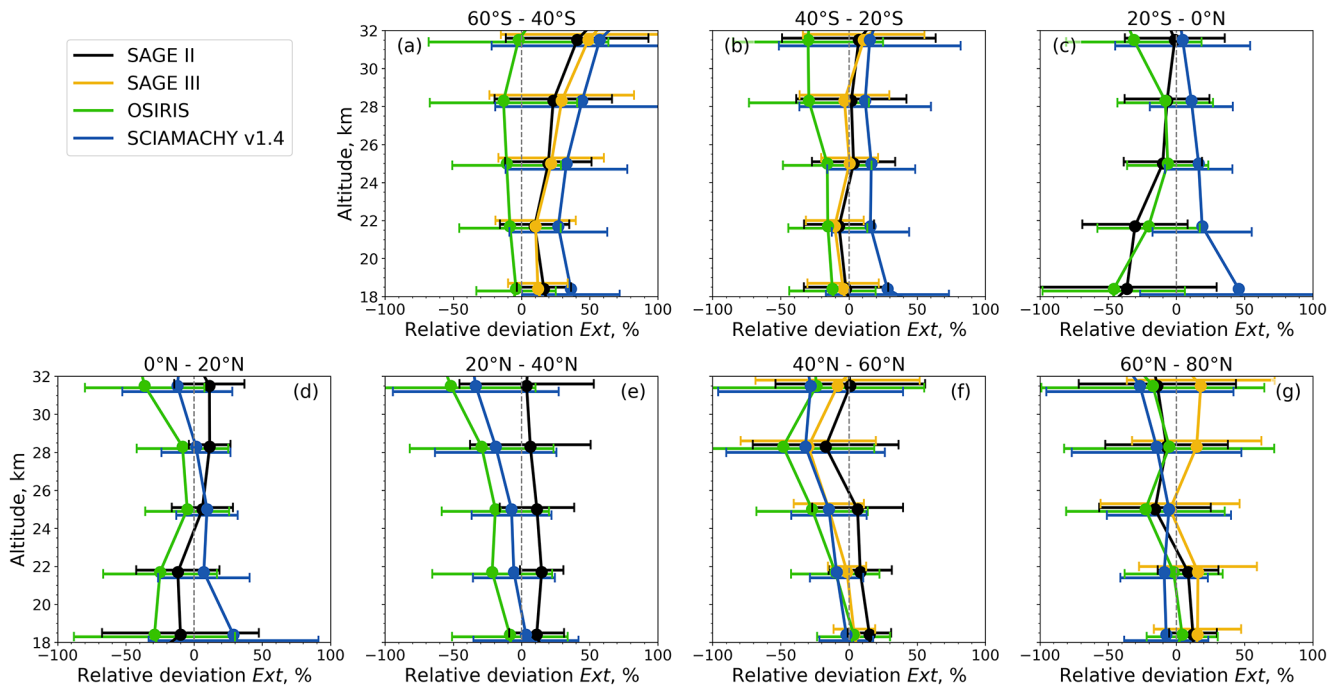 SAGE II
SAGE III
OSIRIS
SCIAMACHY v1.4
60°S - 40°S
(a)
32
30
28
26
24
22
20
18
Altitude, km
−100 −50 0 50 100
Relative deviation Ext, %
40°S - 20°S
(b)
−100 −50 0 50 100
Relative deviation Ext, %
20°S - 0°N
(c)
−100 −50 0 50 100
Relative deviation Ext, %
0°N - 20°N
(d)
32
30
28
26
24
22
20
18
Altitude, km
−100 −50 0 50 100
Relative deviation Ext, %
20°N - 40°N
(e)
−100 −50 0 50 100
Relative deviation Ext, %
40°N - 60°N
(f)
−100 −50 0 50 100
Relative deviation Ext, %
60°N - 80°N
(g)
−100 −50 0 50 100
Relative deviation Ext, %